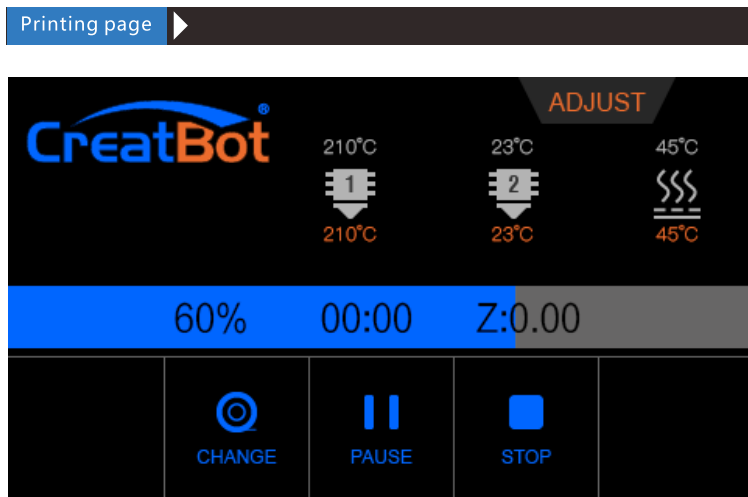 Printing page
ADJUST
CreatBot®
210°C 23°C 45°C
1 2
210°C 23°C 45°C
60% 00:00 Z:0.00
CHANGE PAUSE STOP